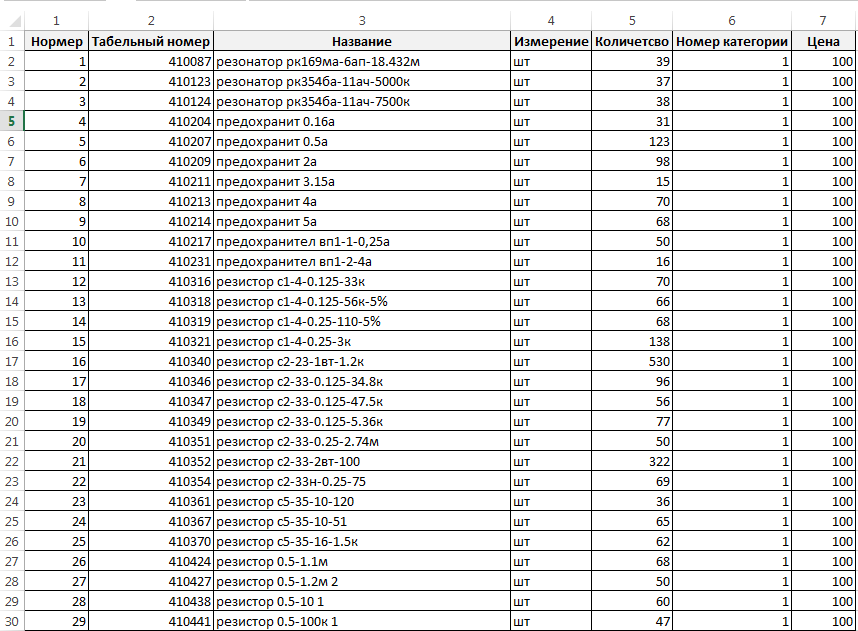 1 2 3 4 5 6 7
1 Нормер Табельный номер Название Измерение Количетсво Номер категории Цена
2 1 410087 резонатор рк169ма-6ап-18.432м шт 39 1 100
3 2 410123 резонатор рк354ба-11ач-5000к шт 37 1 100
4 3 410124 резонатор рк354ба-11ач-7500к шт 38 1 100
5 4 410204 предохранит 0.16а шт 31 1 100
6 5 410207 предохранит 0.5а шт 123 1 100
7 6 410209 предохранит 2а шт 98 1 100
8 7 410211 предохранит 3.15а шт 15 1 100
9 8 410213 предохранит 4а шт 70 1 100
10 9 410214 предохранит 5а шт 68 1 100
11 10 410217 предохранител вп1-1-0,25а шт 50 1 100
12 11 410231 предохранител вп1-2-4а шт 16 1 100
13 12 410316 резистор с1-4-0.125-33к шт 70 1 100
14 13 410318 резистор с1-4-0.125-56к-5% шт 66 1 100
15 14 410319 резистор с1-4-0.25-110-5% шт 68 1 100
16 15 410321 резистор с1-4-0.25-3к шт 138 1 100
17 16 410340 резистор с2-23-1вт-1.2к шт 530 1 100
18 17 410346 резистор с2-33-0.125-34.8к шт 96 1 100
19 18 410347 резистор с2-33-0.125-47.5к шт 56 1 100
20 19 410349 резистор с2-33-0.125-5.36к шт 77 1 100
21 20 410351 резистор с2-33-0.25-2.74м шт 50 1 100
22 21 410352 резистор с2-33-2вт-100 шт 322 1 100
23 22 410354 резистор с2-33н-0.25-75 шт 69 1 100
24 23 410361 резистор с5-35-10-120 шт 36 1 100
25 24 410367 резистор с5-35-10-51 шт 65 1 100
26 25 410370 резистор с5-35-16-1.5к шт 62 1 100
27 26 410424 резистор 0.5-1.1м шт 68 1 100
28 27 410427 резистор 0.5-1.2м 2 шт 50 1 100
29 28 410438 резистор 0.5-10 1 шт 60 1 100
30 29 410441 резистор 0.5-100к 1 шт 47 1 100